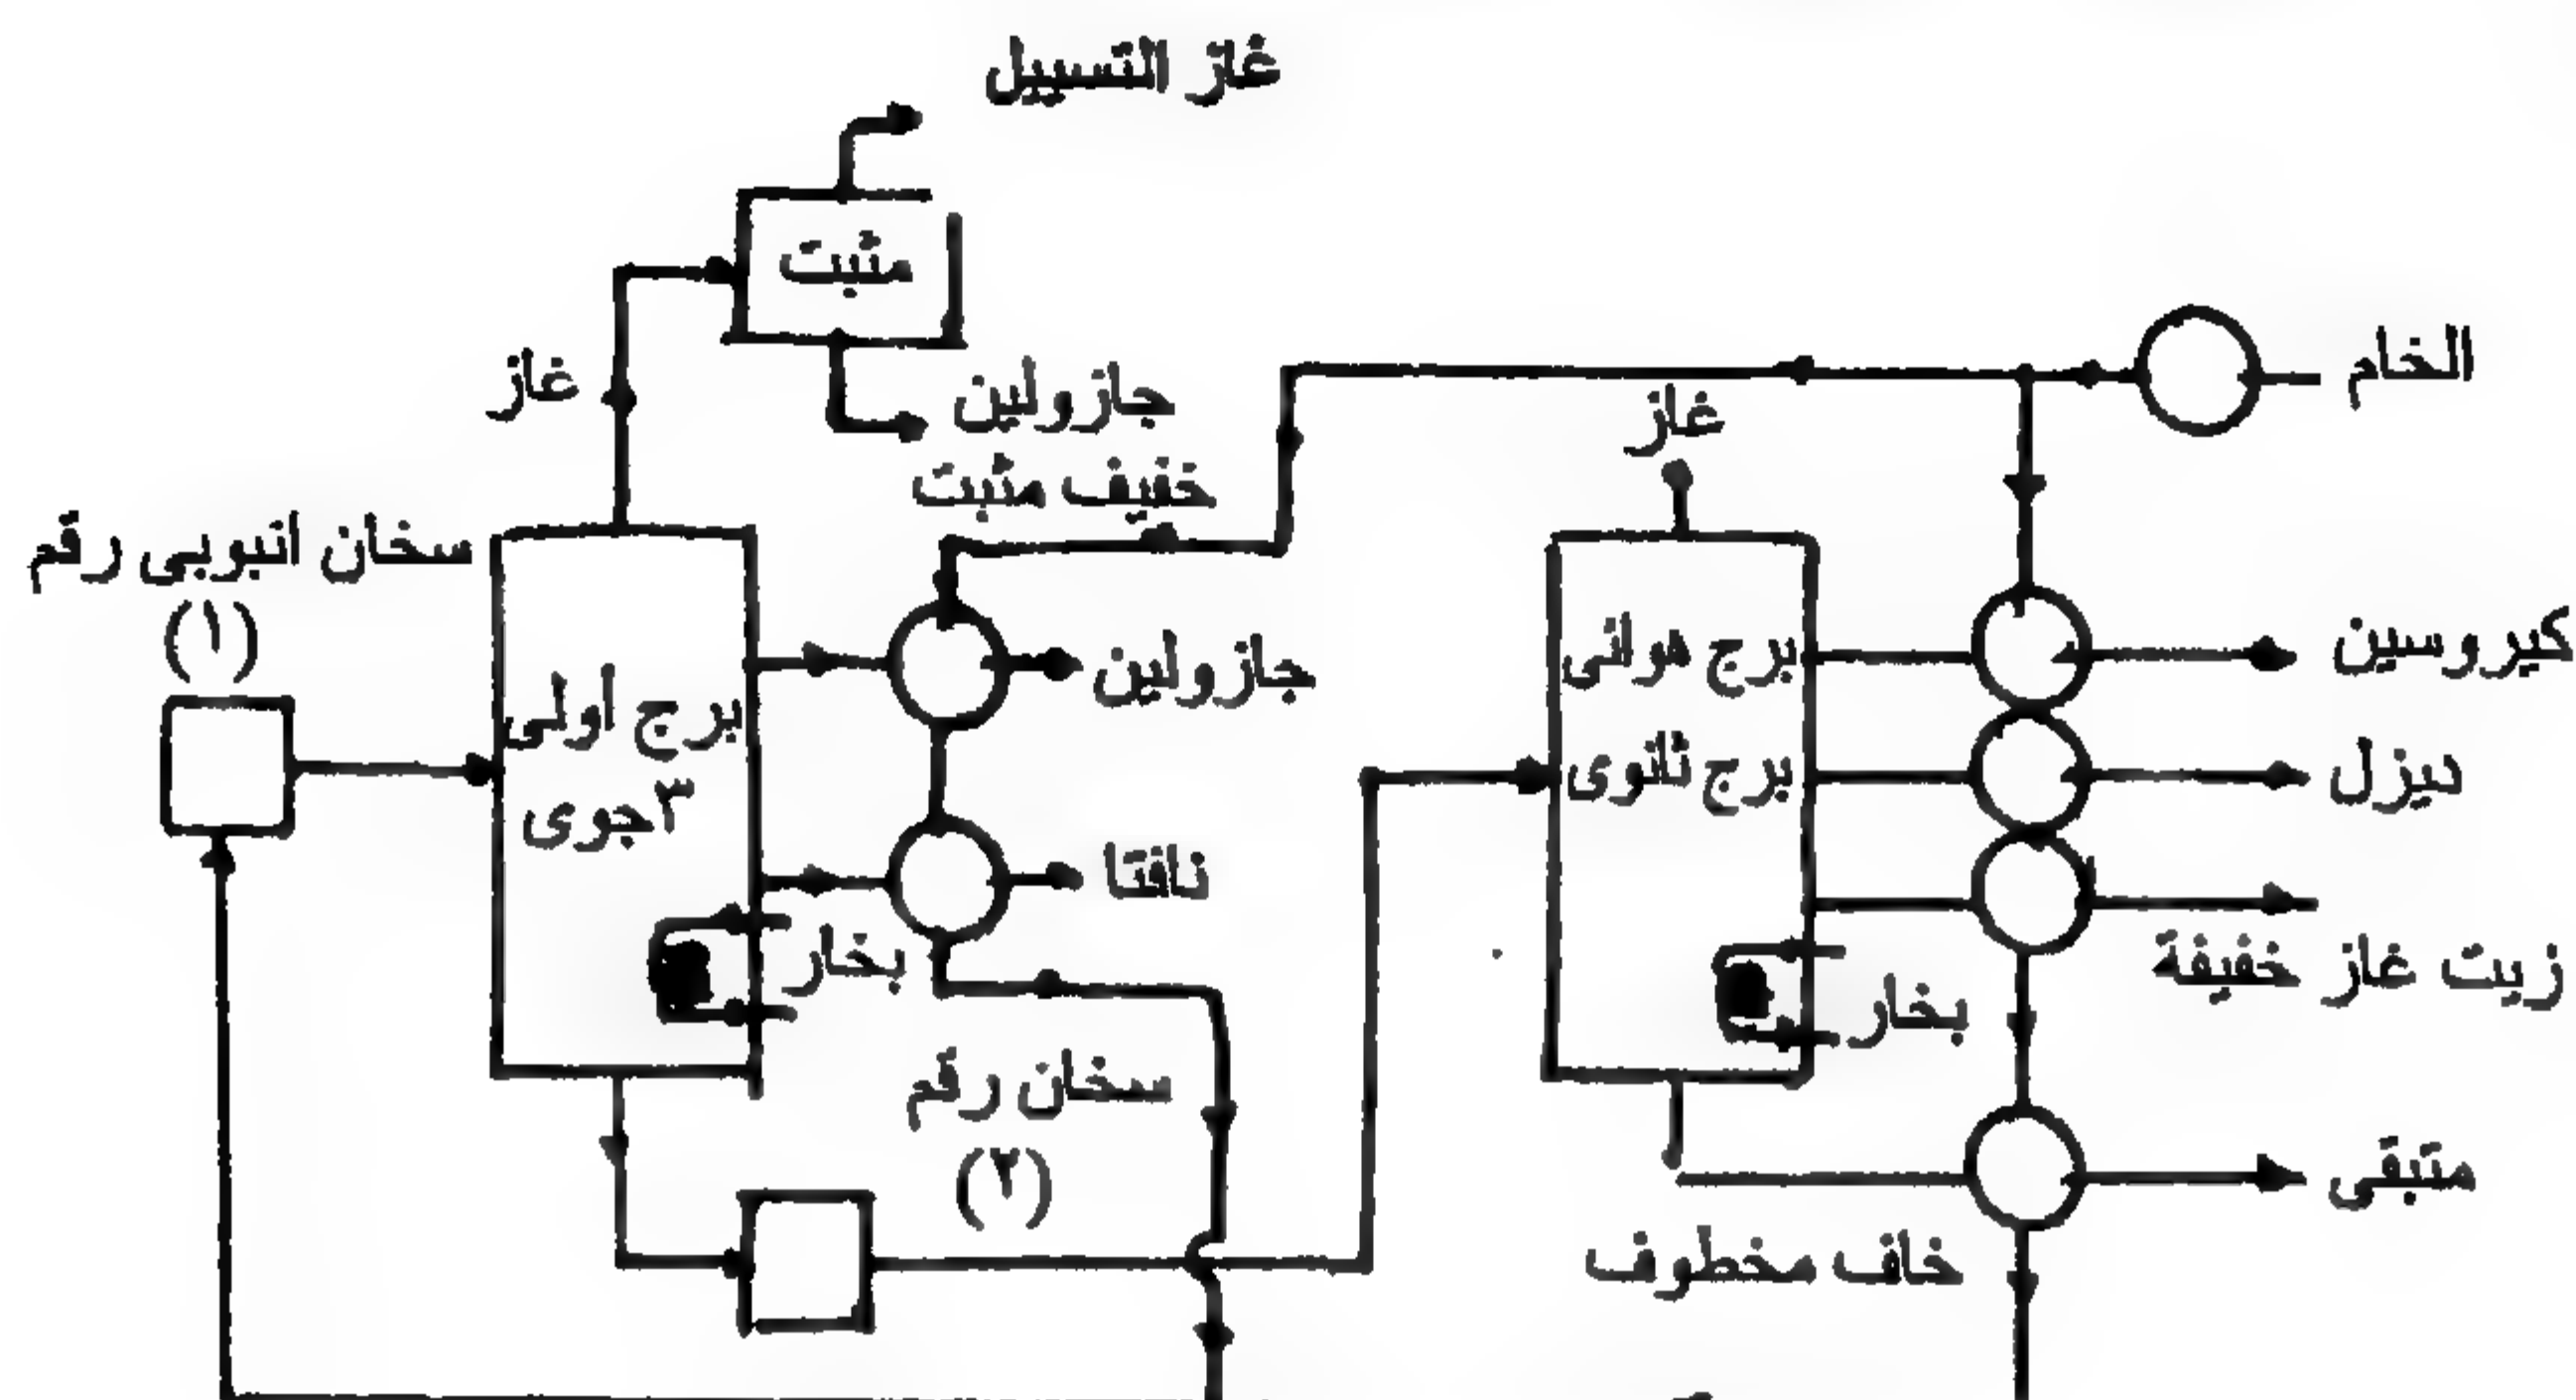 غاز التسييل
مثبت
الخام
غاز
جازولين
خفيف مثبت
غاز
سخان انبوبى رقم
(١)
برج اولى
٣جوى
جازولين
نافتا
بخار
سخان رقم
(٢)
برج هوائى
برج ثانوى
كيروسين
ديزل
زيت غاز خفيفة
بخار
متبقى
خاف مخطوف